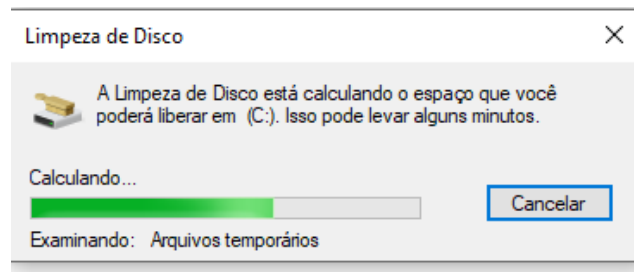 Limpeza de Disco
A Limpeza de Disco está calculando o espaço que você
poderá liberar em (C:). Isso pode levar alguns minutos.
Calculando...
Cancelar
Examinando: Arquivos temporários